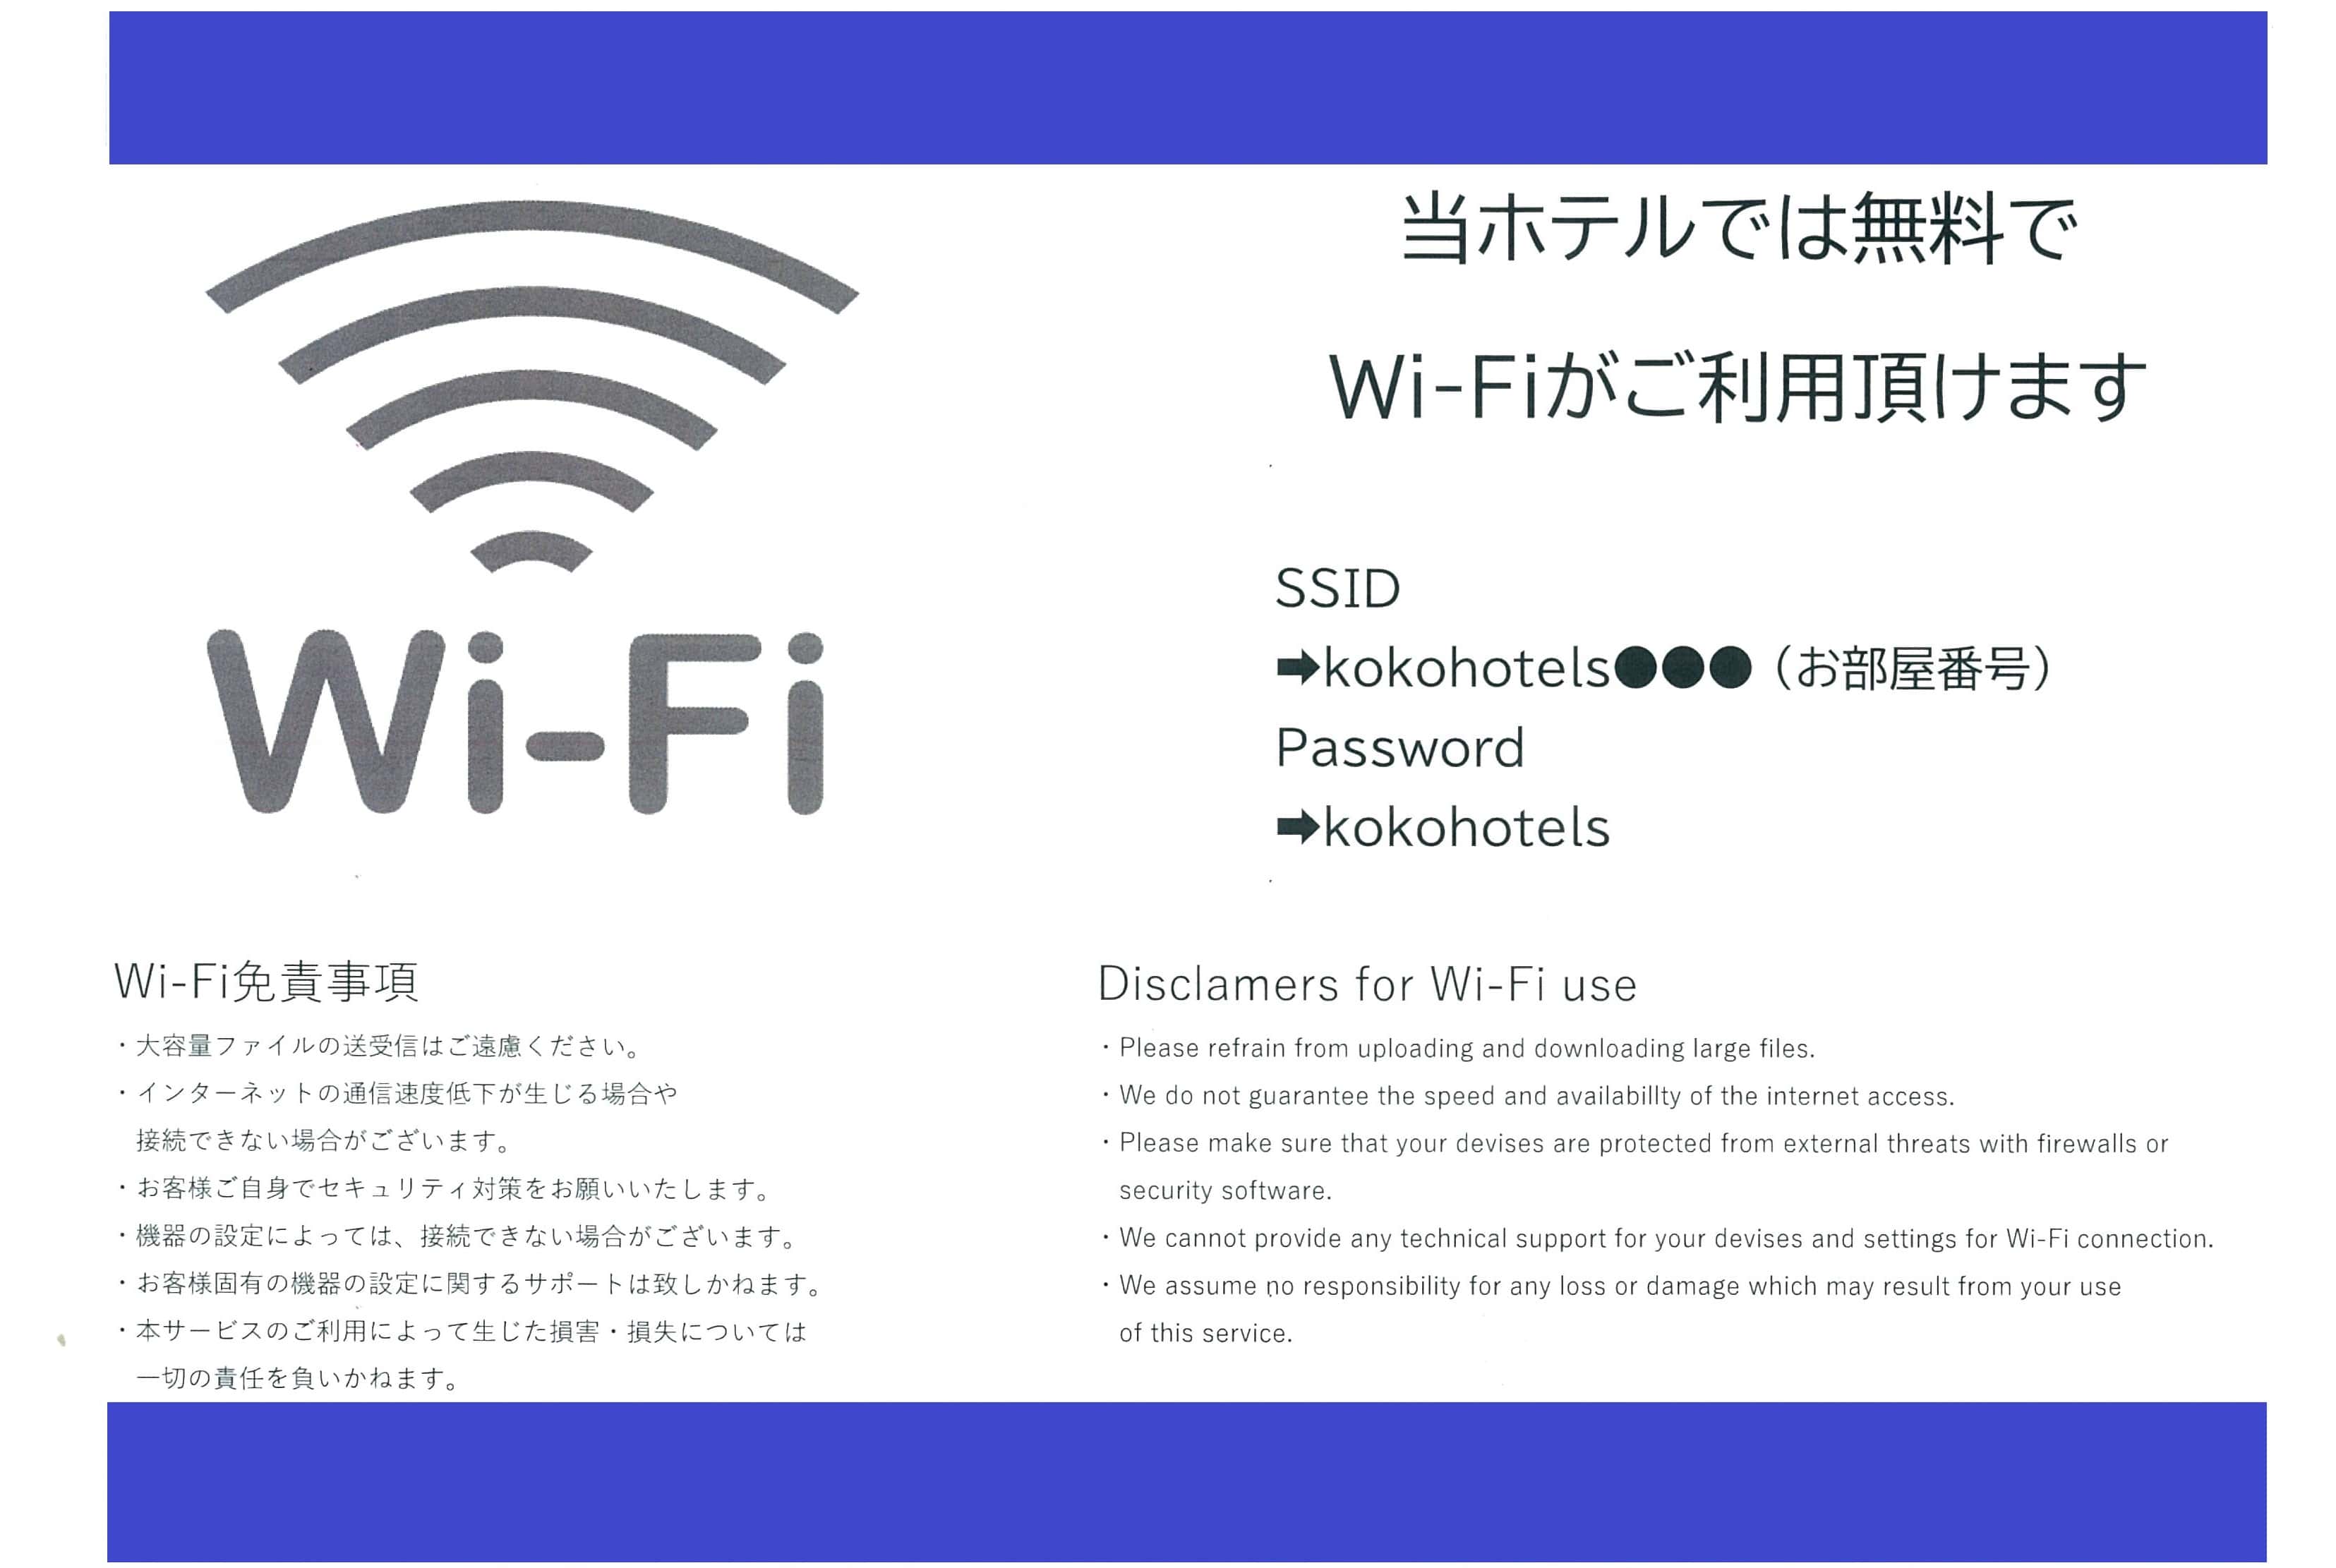 当ホテルでは無料で
Wi-Fiがご利用頂けます
Wi-Fi
SSID
➡kokohotels●●●（お部屋番号）
Password
➡kokohotels
Wi-Fi免責事項
・大容量ファイルの送受信はご遠慮ください。
・インターネットの通信速度低下が生じる場合や
接続できない場合がございます。
・お客様ご自身でセキュリティ対策をお願いいたします。
・機器の設定によっては、接続できない場合がございます。
・お客様固有の機器の設定に関するサポートは致しかねます。
・本サービスのご利用によって生じた損害・損失については
一切の責任を負いかねます。
Disclamers for Wi-Fi use
・Please refrain from uploading and downloading large files.
・We do not guarantee the speed and availabillty of the internet access.
・Please make sure that your devises are protected from external threats with firewalls or
security software.
・We cannot provide any technical support for your devises and settings for Wi-Fi connection.
・We assume no responsibility for any loss or damage which may result from your use
of this service.